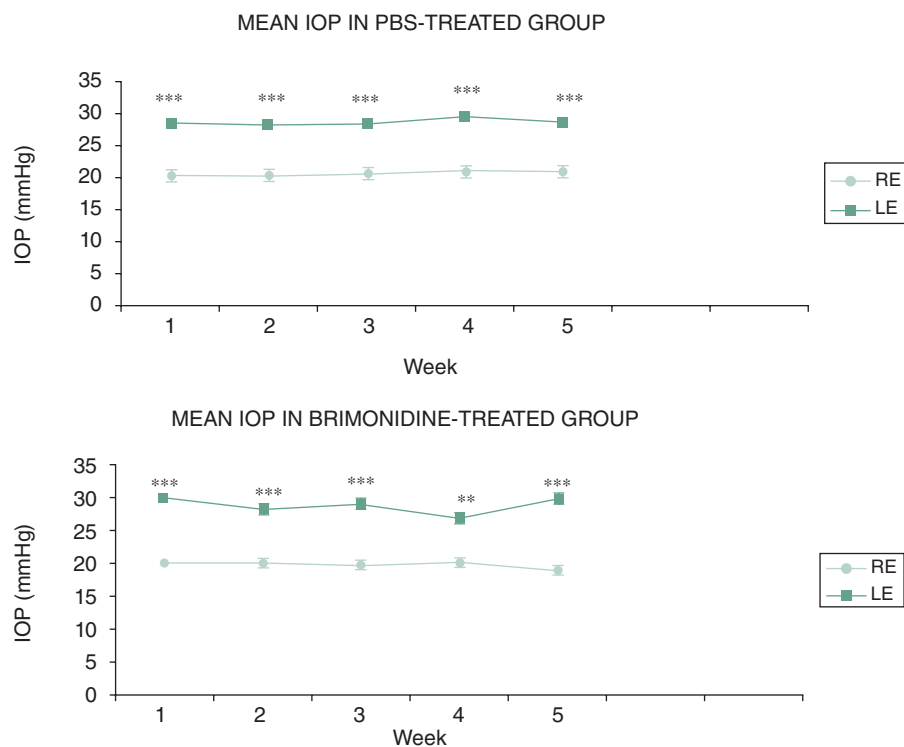 MEAN IOP IN PBS-TREATED GROUP
35
30
25
20
15
10
5
0
IOP (mmHg)
*** *** *** *** ***
1 2 3 4 5
Week
RE
LE
MEAN IOP IN BRIMONIDINE-TREATED GROUP
35
30
25
20
15
10
5
0
IOP (mmHg)
*** *** *** ** ***
1 2 3 4 5
Week
RE
LE